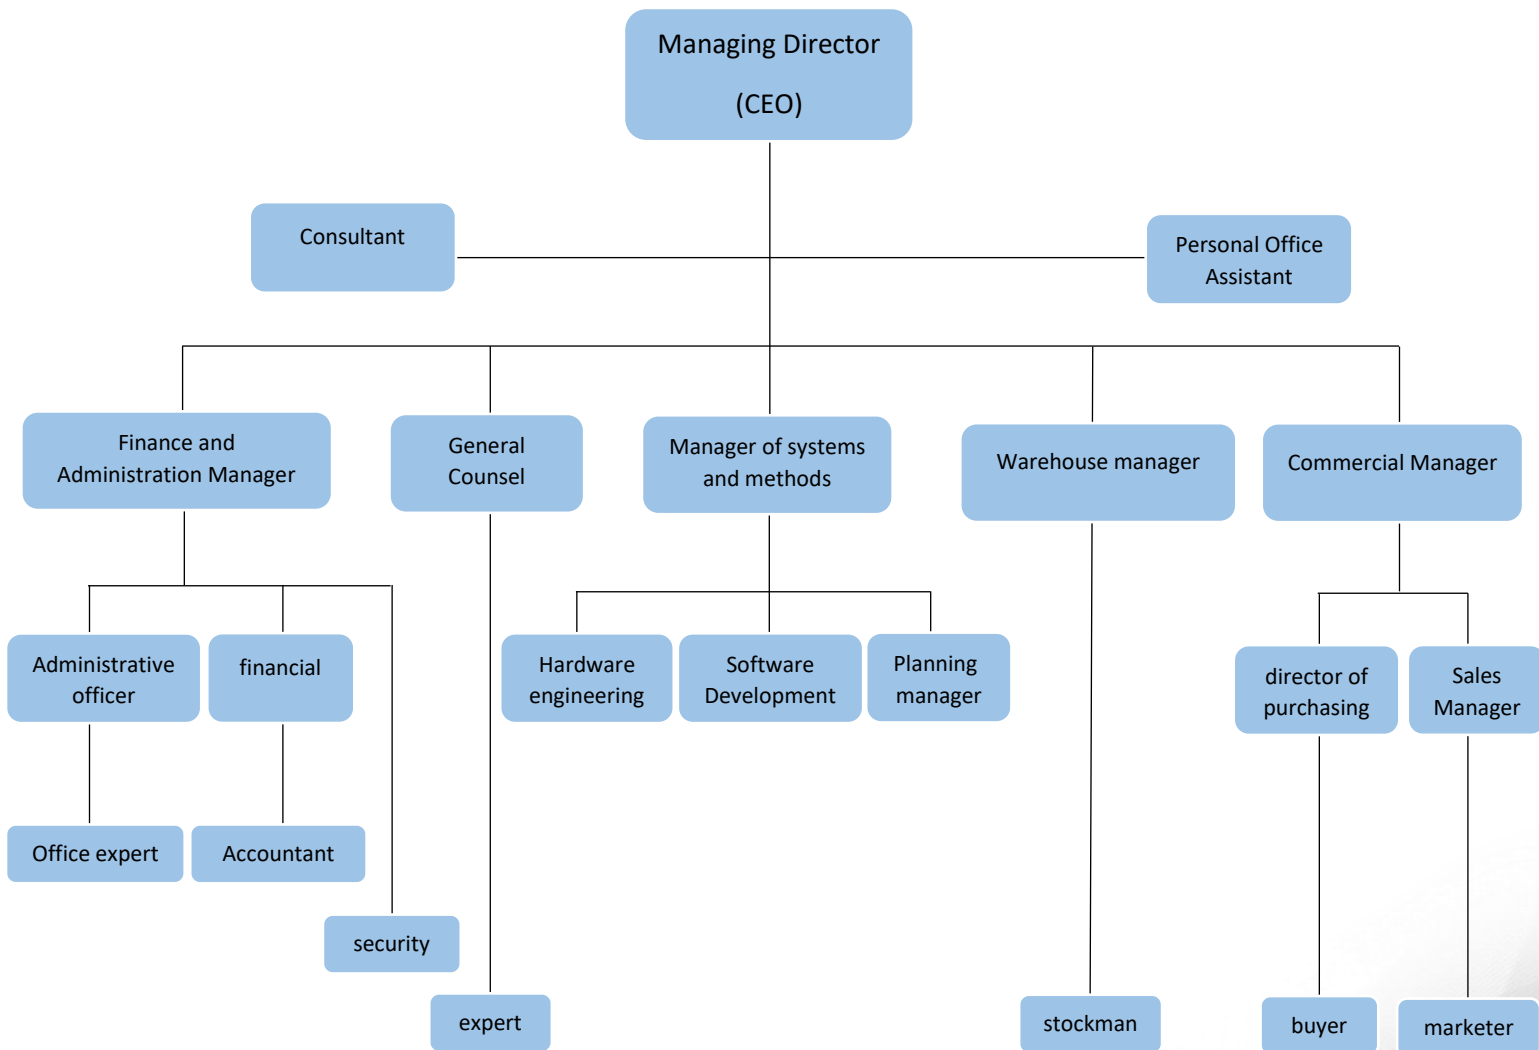 Managing Director
(CEO)
Consultant
Personal Office
Assistant
Finance and
Administration Manager
General
Counsel
Manager of systems
and methods
Warehouse manager
Commercial Manager
Administrative
officer
financial
Hardware
engineering
Software
Development
Planning
manager
director of
purchasing
Sales
Manager
Office expert
Accountant
security
expert
stockman
buyer
marketer